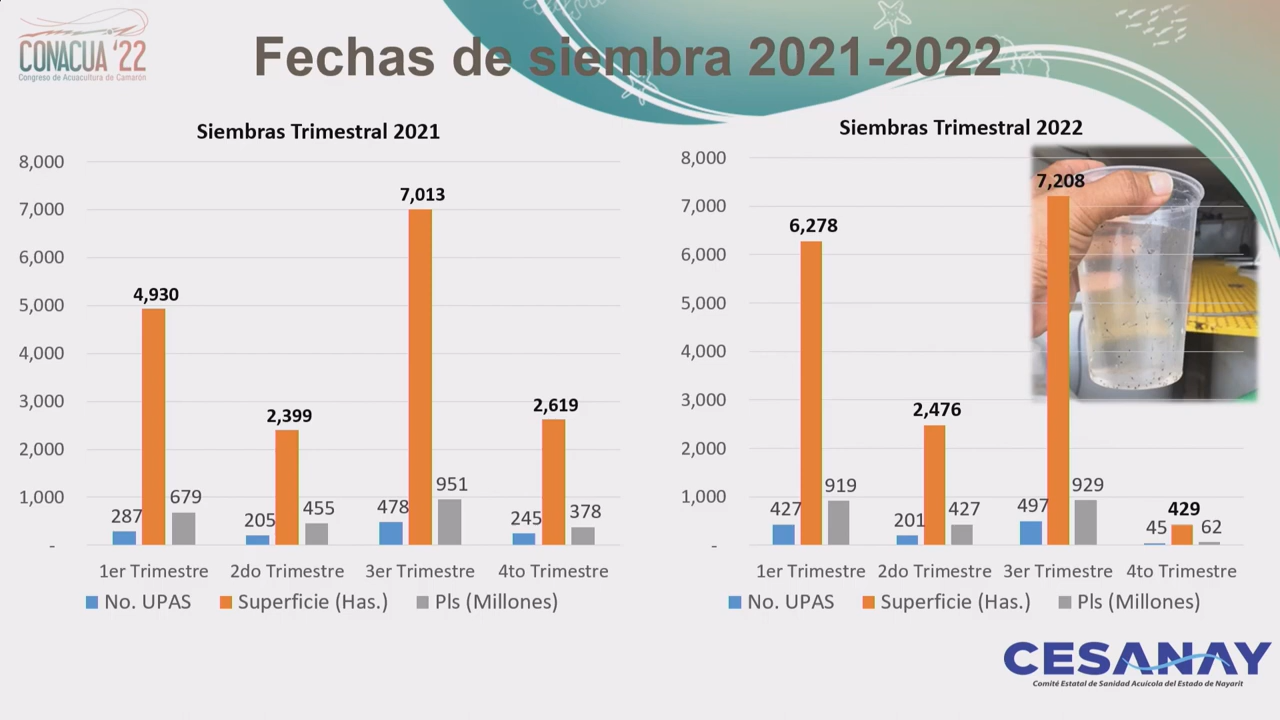 CONACUA '22
Congreso de Acuacultura de Camarón
Fechas de siembra 2021-2022
Siembras Trimestral 2021
8,000
7,000
6,000
5,000
4,000
3,000
2,000
1,000
-
4,930
2,399
7,013
2,619
287
679
205
455
478
951
245
378
1er Trimestre
2do Trimestre
3er Trimestre
4to Trimestre
No. UPAS
Superficie (Has.)
Pls (Millones)
Siembras Trimestral 2022
8,000
7,000
6,000
5,000
4,000
3,000
2,000
1,000
-
6,278
2,476
7,208
429
427
919
201
427
497
929
45
62
1er Trimestre
2do Trimestre
3er Trimestre
4to Trimestre
No. UPAS
Superficie (Has.)
Pls (Millones)
CESANAY
Comité Estatal de Sanidad Acuícola del Estado de Nayarit